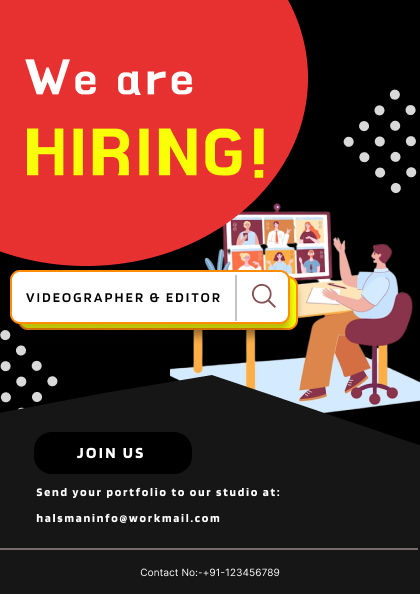 We are
HIRING!
VIDEOGRAPHER & EDITOR
JOIN US
Send your portfolio to our studio at:
halsmaninfo@workmail.com
Contact No:-+91-123456789